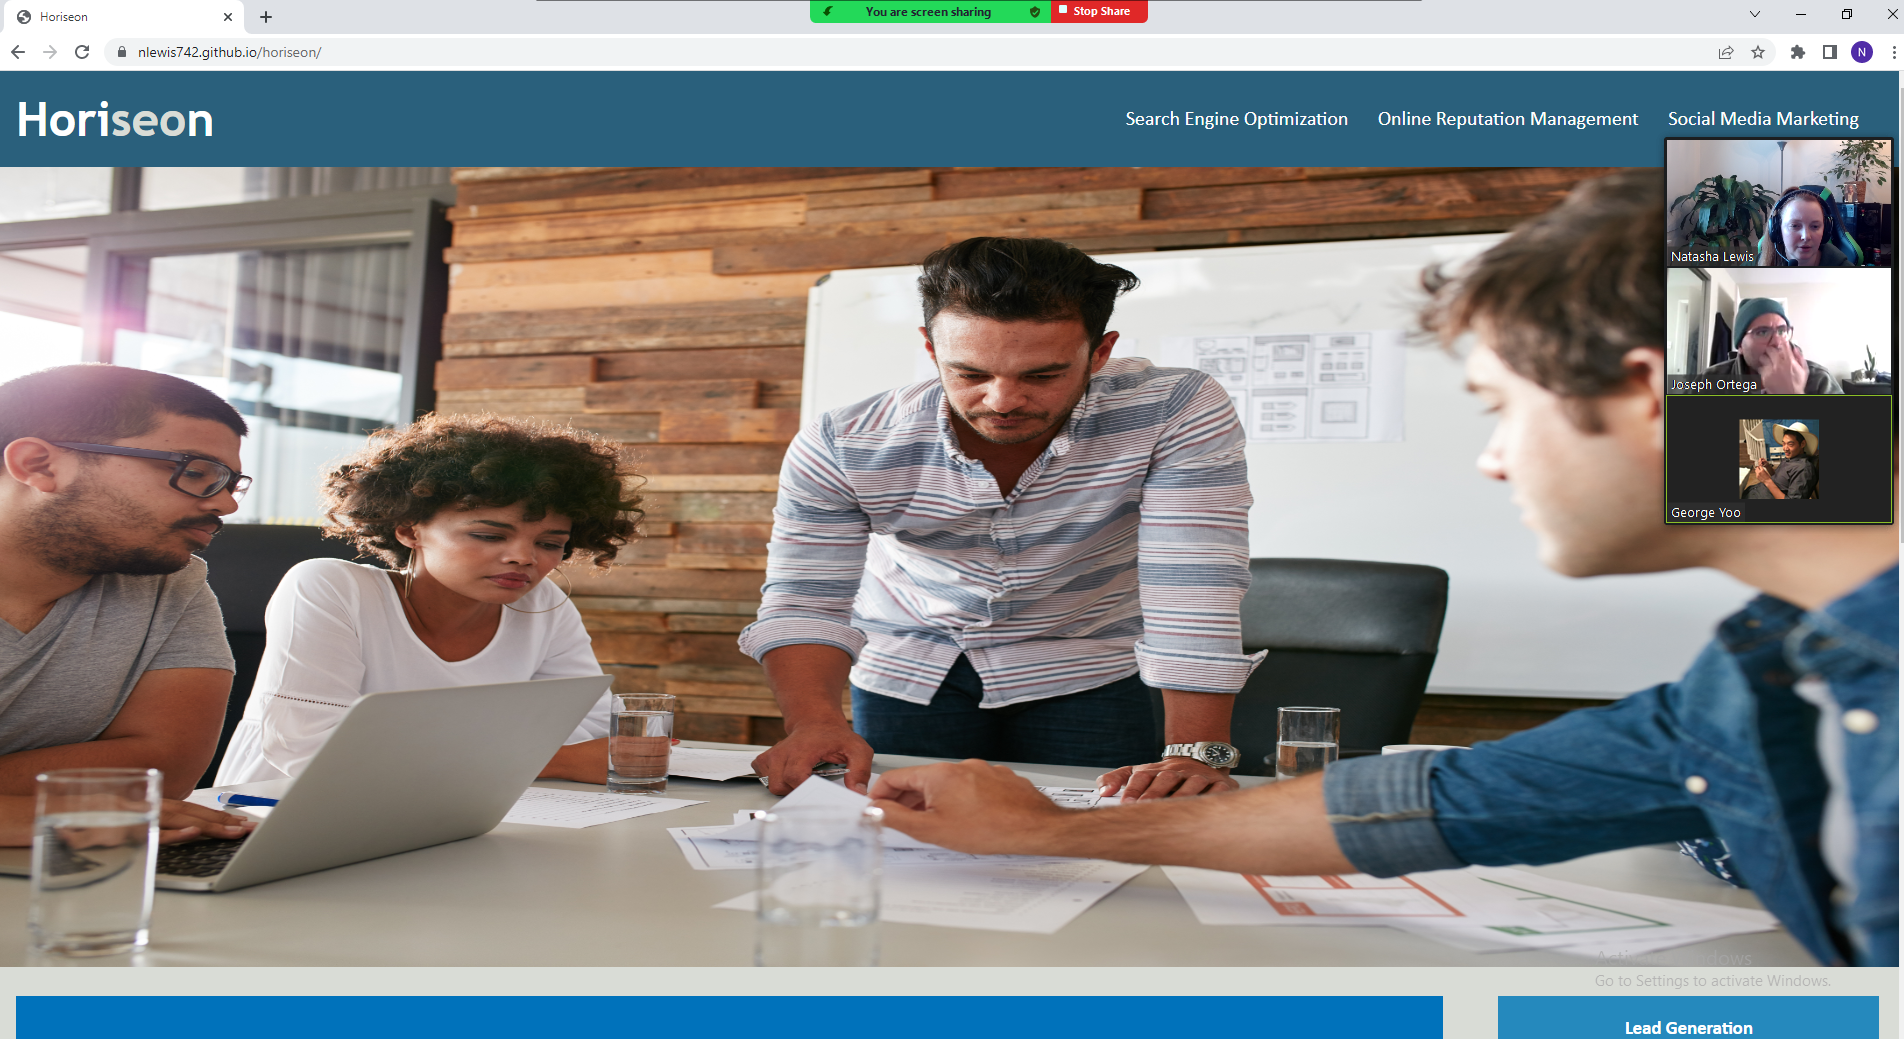 Horiseon
You are screen sharing
Stop Share
nlewis742.github.io/horiseon/
N
Horiseon
Search Engine Optimization
Online Reputation Management
Social Media Marketing
Natasha Lewis
Joseph Ortega
George Yoo
Activate Windows
Go to Settings to activate Windows.
Lead Generation